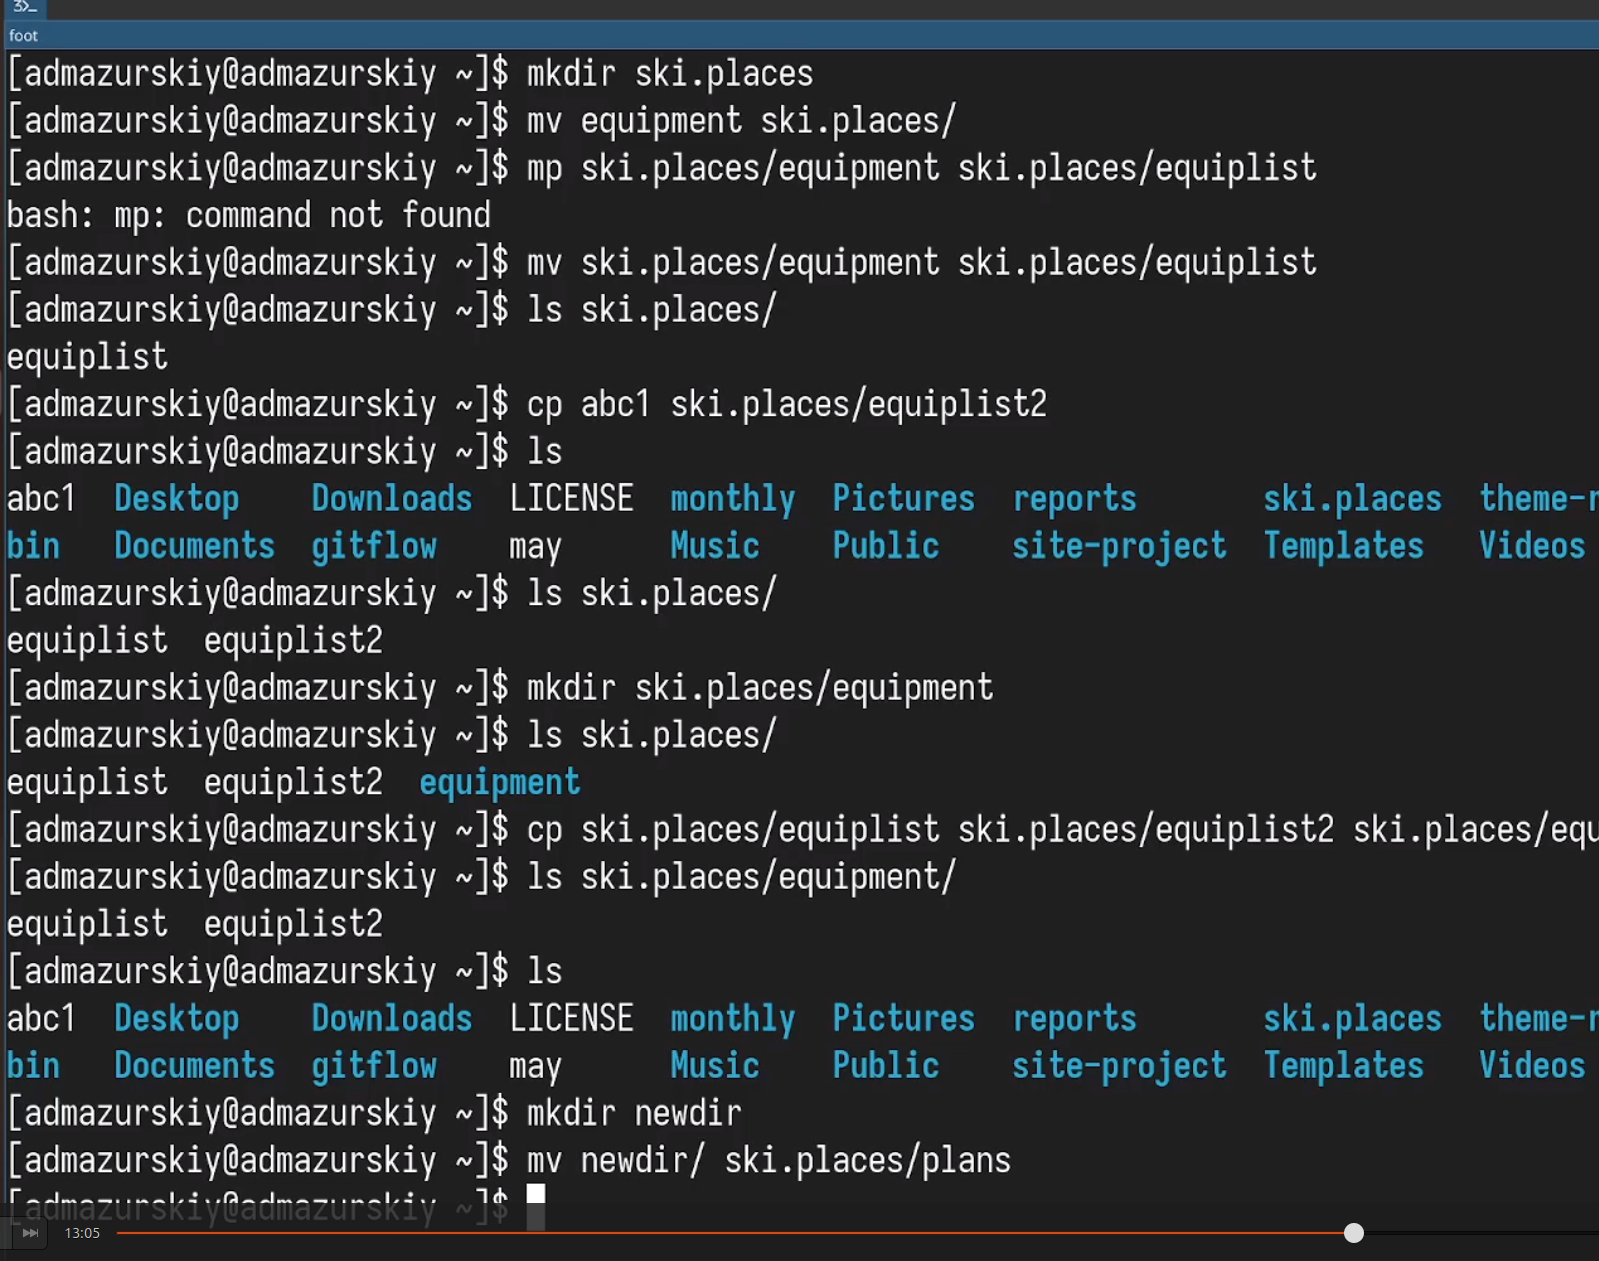 foot
[admazurskiy@admazurskiy ~]$ mkdir ski.places
[admazurskiy@admazurskiy ~]$ mv equipment ski.places/
[admazurskiy@admazurskiy ~]$ mp ski.places/equipment ski.places/equiplist
bash: mp: command not found
[admazurskiy@admazurskiy ~]$ mv ski.places/equipment ski.places/equiplist
[admazurskiy@admazurskiy ~]$ ls ski.places/
equiplist
[admazurskiy@admazurskiy ~]$ cp abc1 ski.places/equiplist2
[admazurskiy@admazurskiy ~]$ ls
abc1 Desktop Downloads LICENSE monthly Pictures reports ski.places
bin Documents gitflow may Music Public site-project Templates Videos
[admazurskiy@admazurskiy ~]$ ls ski.places/
equiplist equiplist2
[admazurskiy@admazurskiy ~]$ mkdir ski.places/equipment
[admazurskiy@admazurskiy ~]$ ls ski.places/
equiplist equiplist2 equipment
[admazurskiy@admazurskiy ~]$ cp ski.places/equiplist ski.places/equiplist2 ski.places/equ
[admazurskiy@admazurskiy ~]$ ls ski.places/equipment/
equiplist equiplist2
[admazurskiy@admazurskiy ~]$ ls
abc1 Desktop Downloads LICENSE monthly Pictures reports ski.places
bin Documents gitflow may Music Public site-project Templates Videos
[admazurskiy@admazurskiy ~]$ mkdir newdir
[admazurskiy@admazurskiy ~]$ mv newdir/ ski.places/plans
[admazurskiy@admazurskiy ~]$
13:05